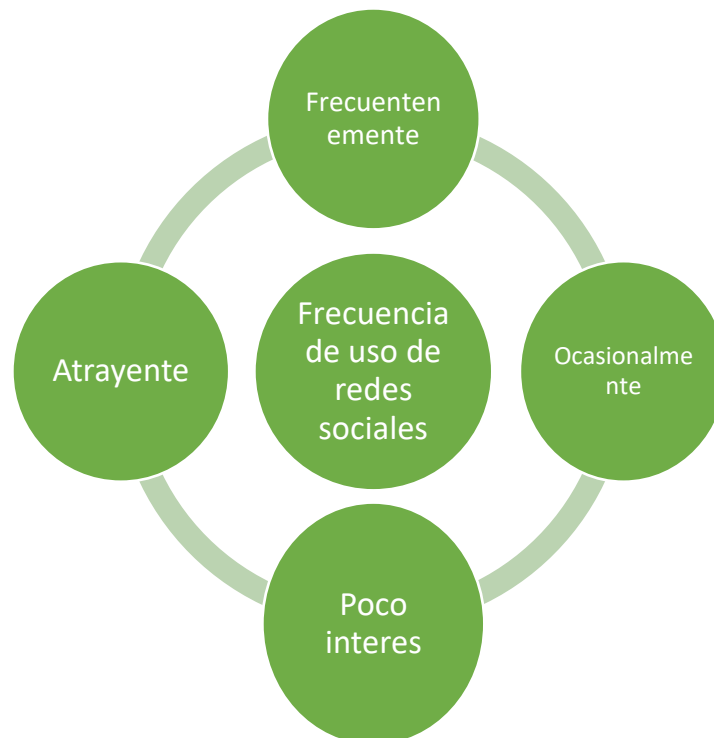 Frecuenten
emente
Atrayente
Frecuencia
de uso de
redes
sociales
Ocasionalme
nte
Poco
interes